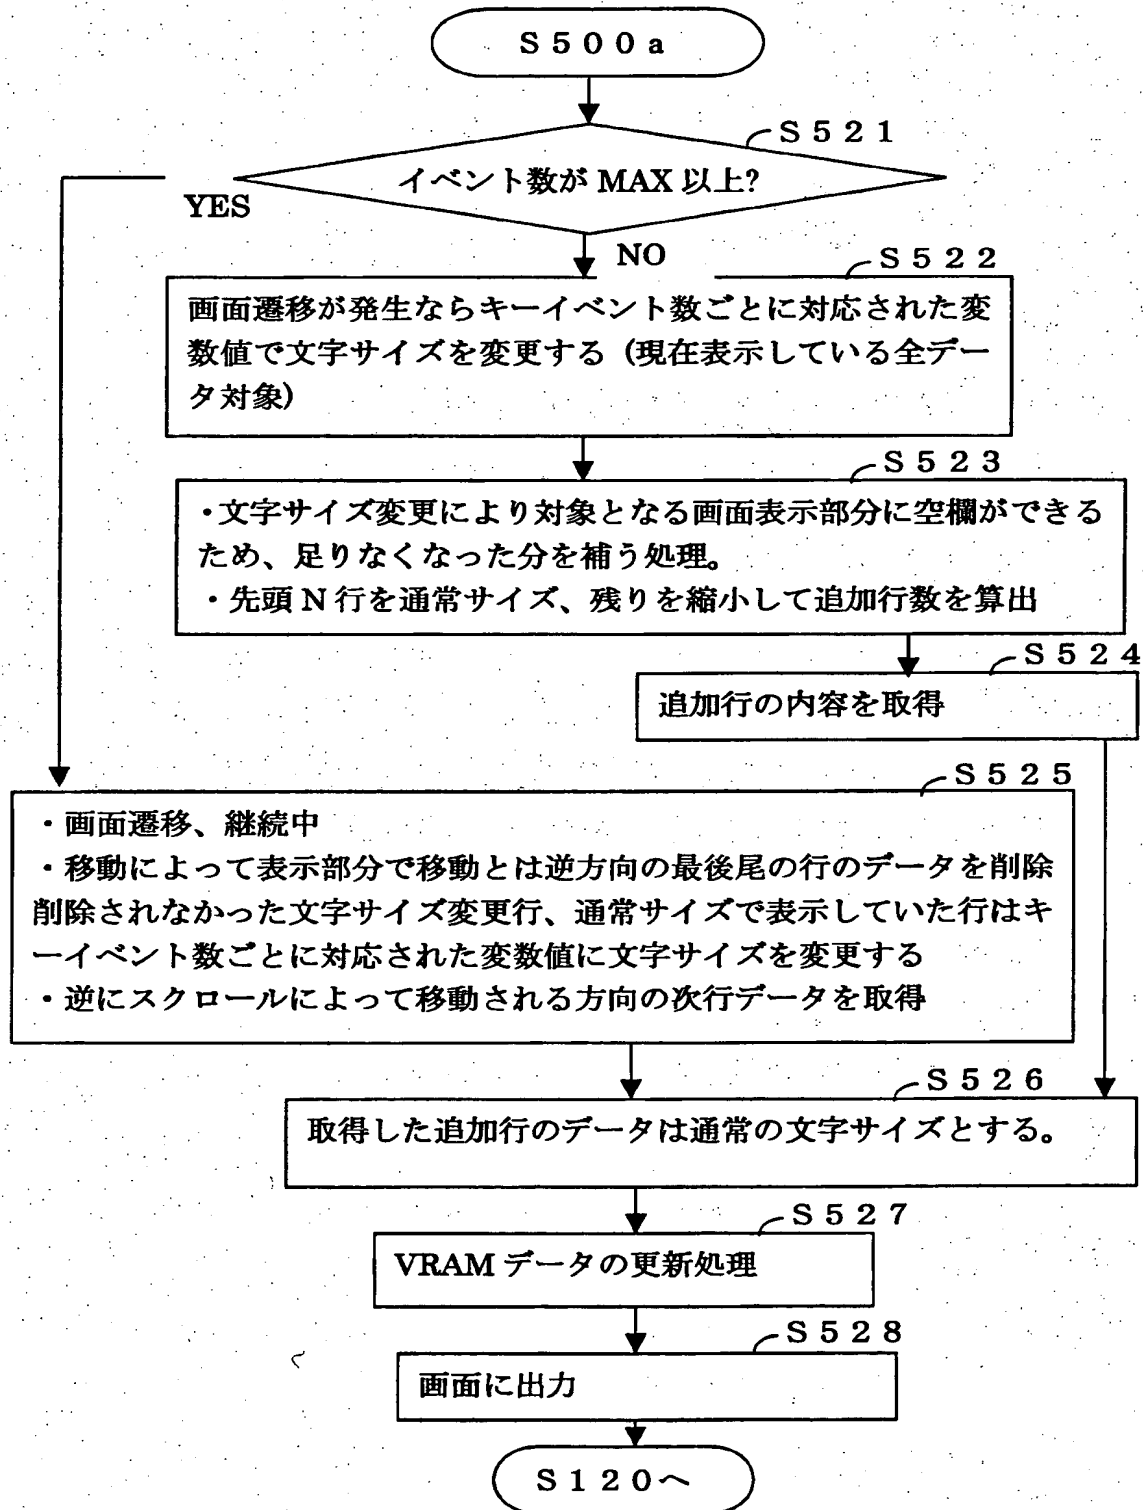 S500a
S521
イベント数が MAX 以上?
YES
NO
S522
画面遷移が発生ならキーイベント数ごとに対応された変
数値で文字サイズを変更する (現在表示している全デー
タ対象)
S523
・文字サイズ変更により対象となる画面表示部分に空欄ができる
ため、足りなくなった分を補う処理。
・先頭 N 行を通常サイズ、残りを縮小して追加行数を算出
S524
追加行の内容を取得
S525
・画面遷移、継続中
・移動によって表示部分で移動とは逆方向の最後尾の行のデータを削除
削除されなかった文字サイズ変更行、通常サイズで表示していた行はキ
ーイベント数ごとに対応された変数値に文字サイズを変更する
・逆にスクロールによって移動される方向の次行データを取得
S526
取得した追加行のデータは通常の文字サイズとする。
S527
VRAM データの更新処理
S528
画面に出力
S120へ